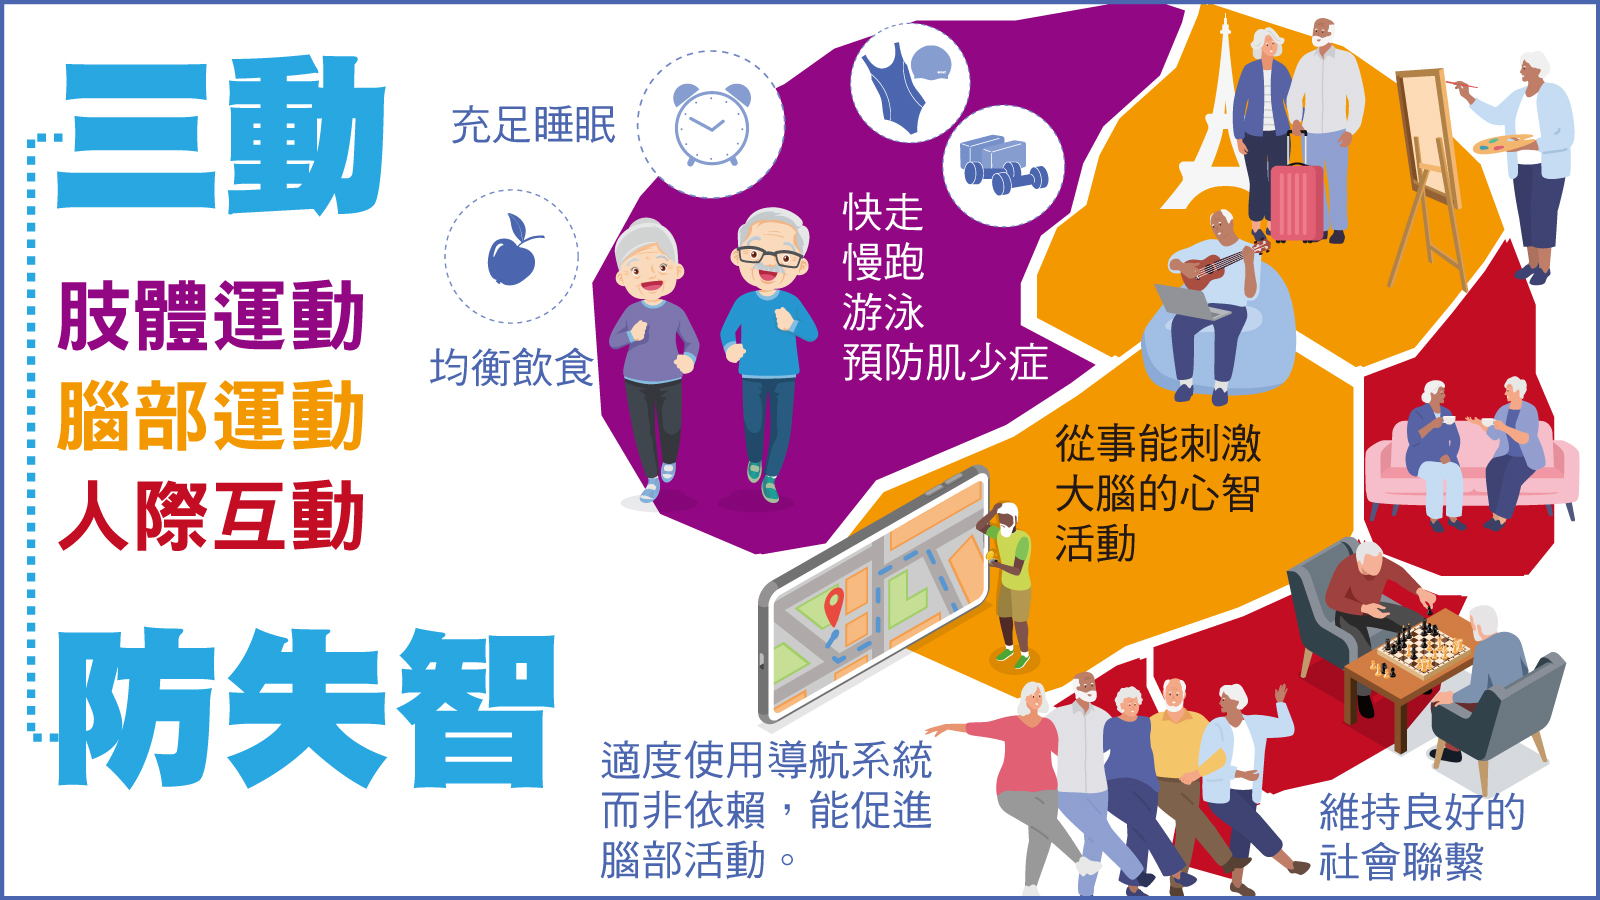 三動
肢體運動
腦部運動
人際互動
防失智
充足睡眠
均衡飲食
快走
慢跑
游泳
預防肌少症
從事能刺激
大腦的心智
活動
適度使用導航系統
而非依賴，能促進
腦部活動。
維持良好的
社會聯繫